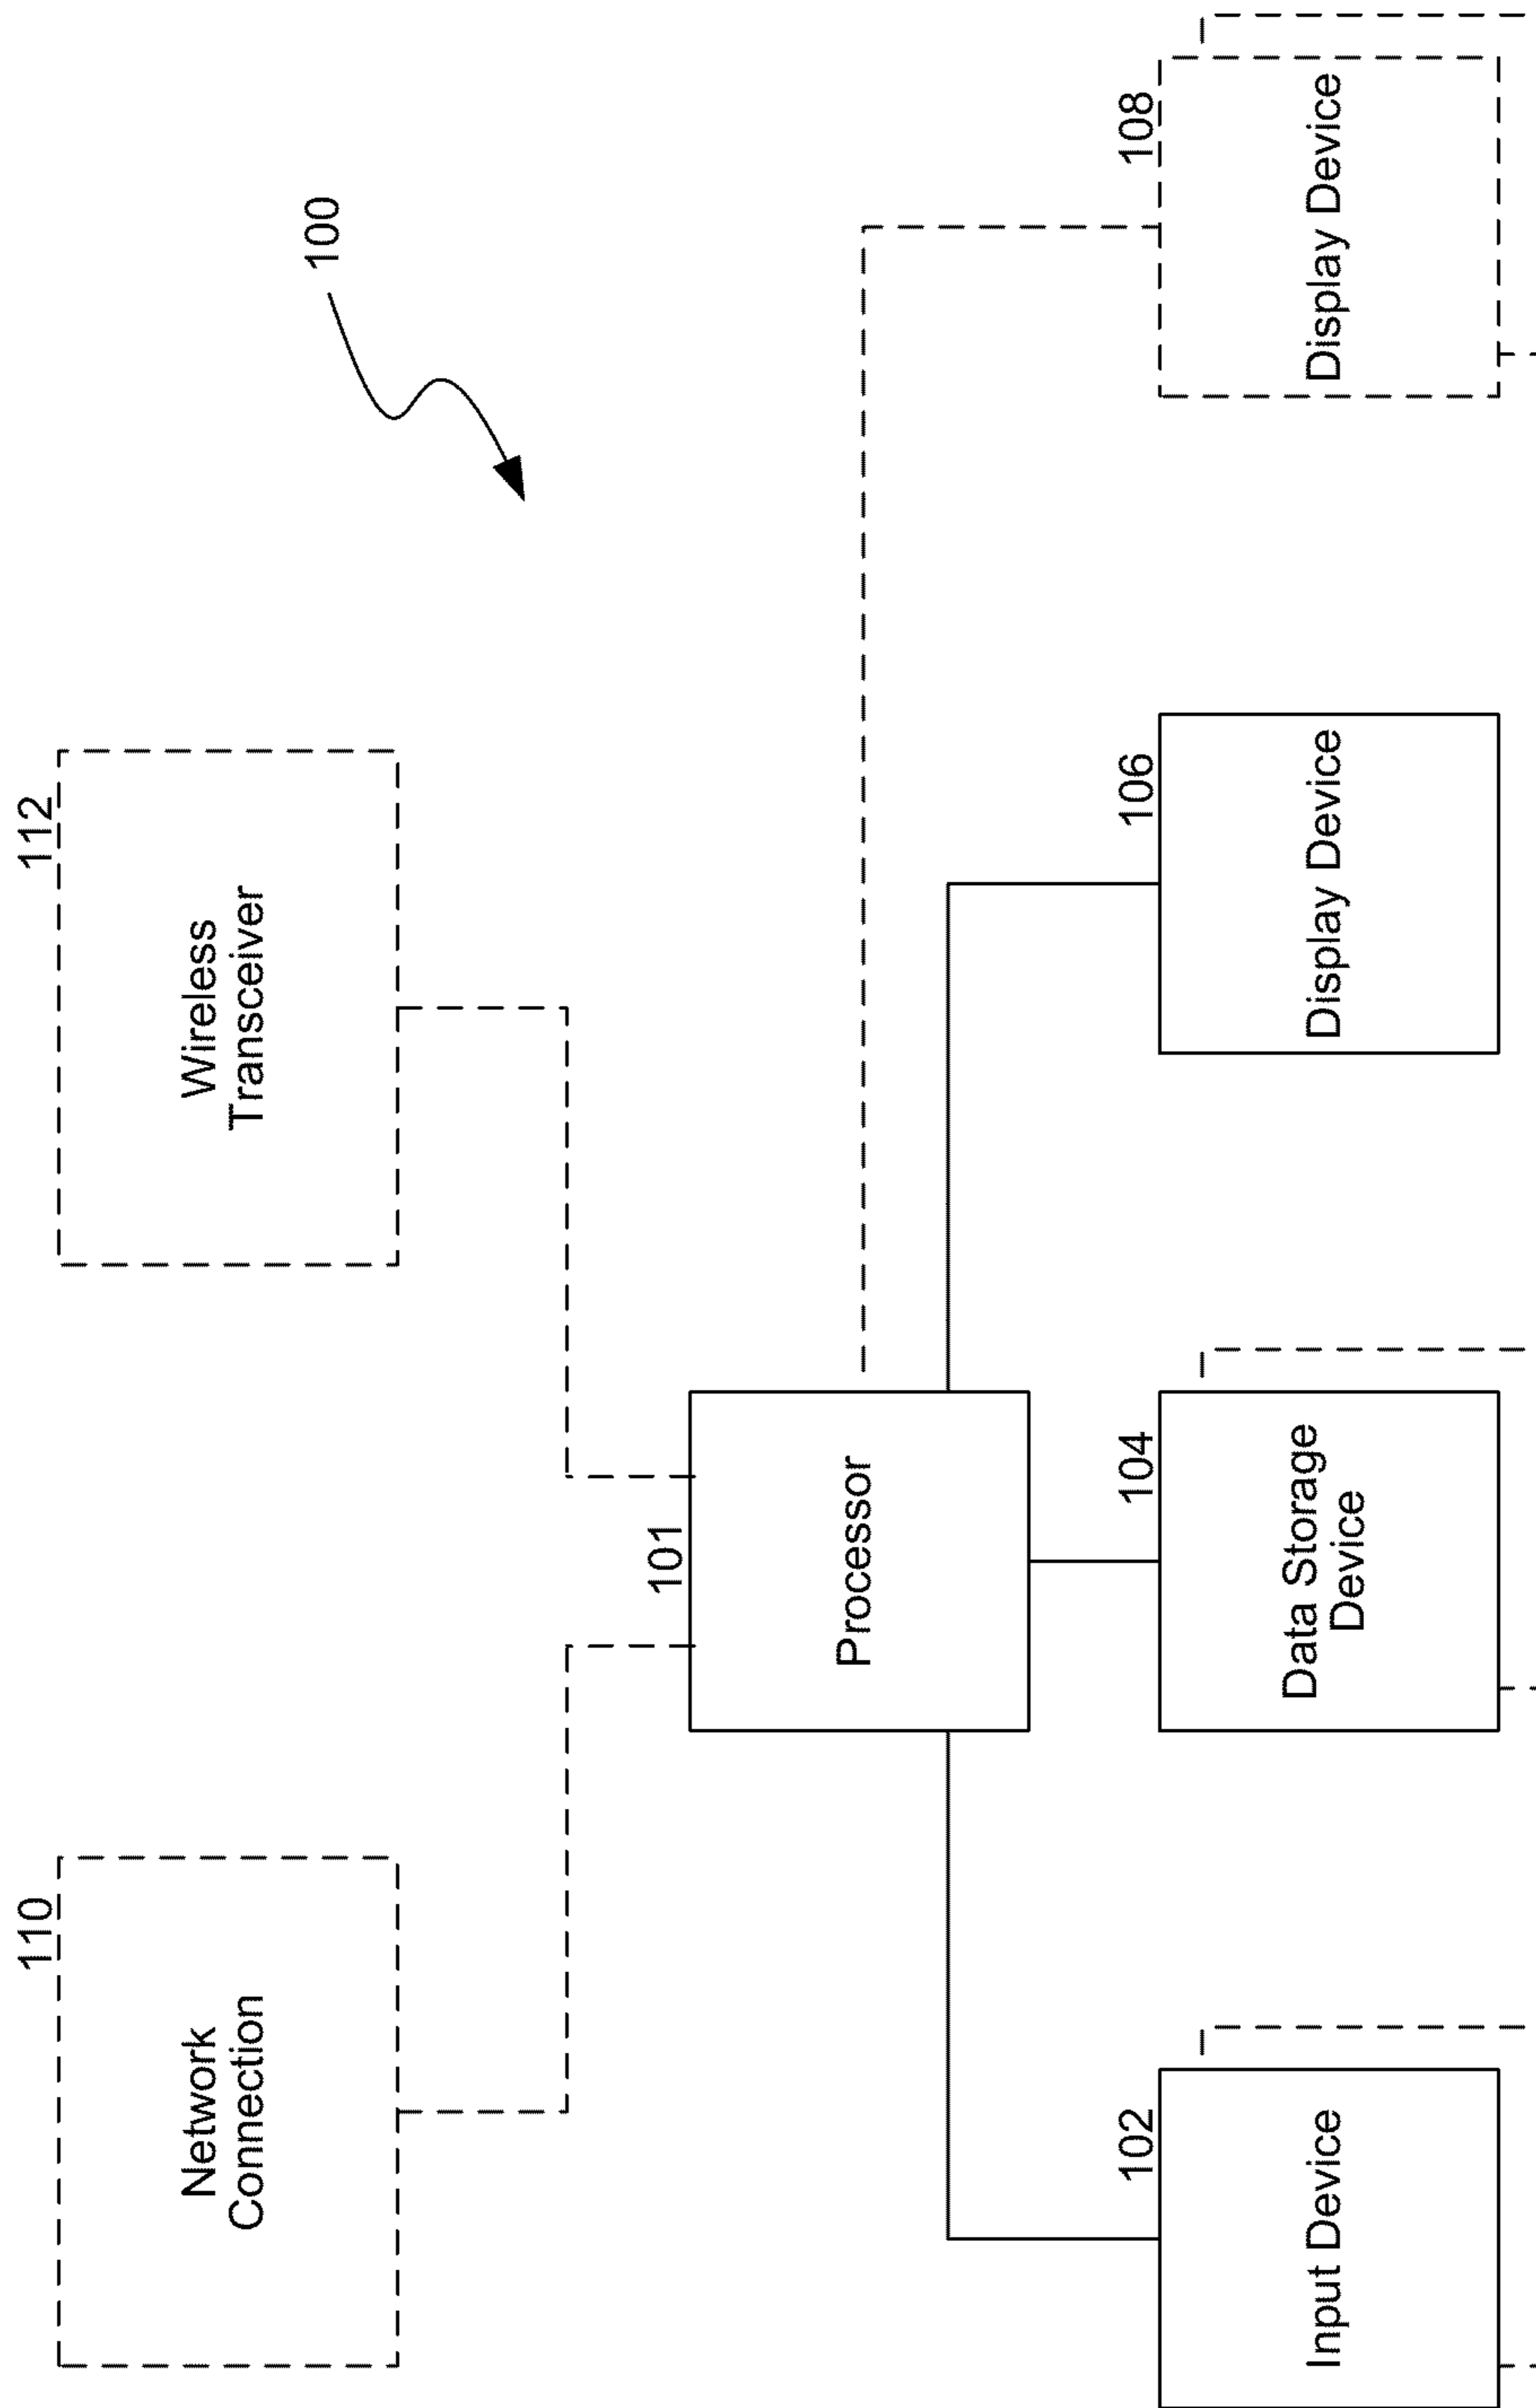 100
110
Network
Connection
112
Wireless
Transceiver
101
Processor
102
Input Device
104
Data Storage
Device
106
Display Device
108
Display Device